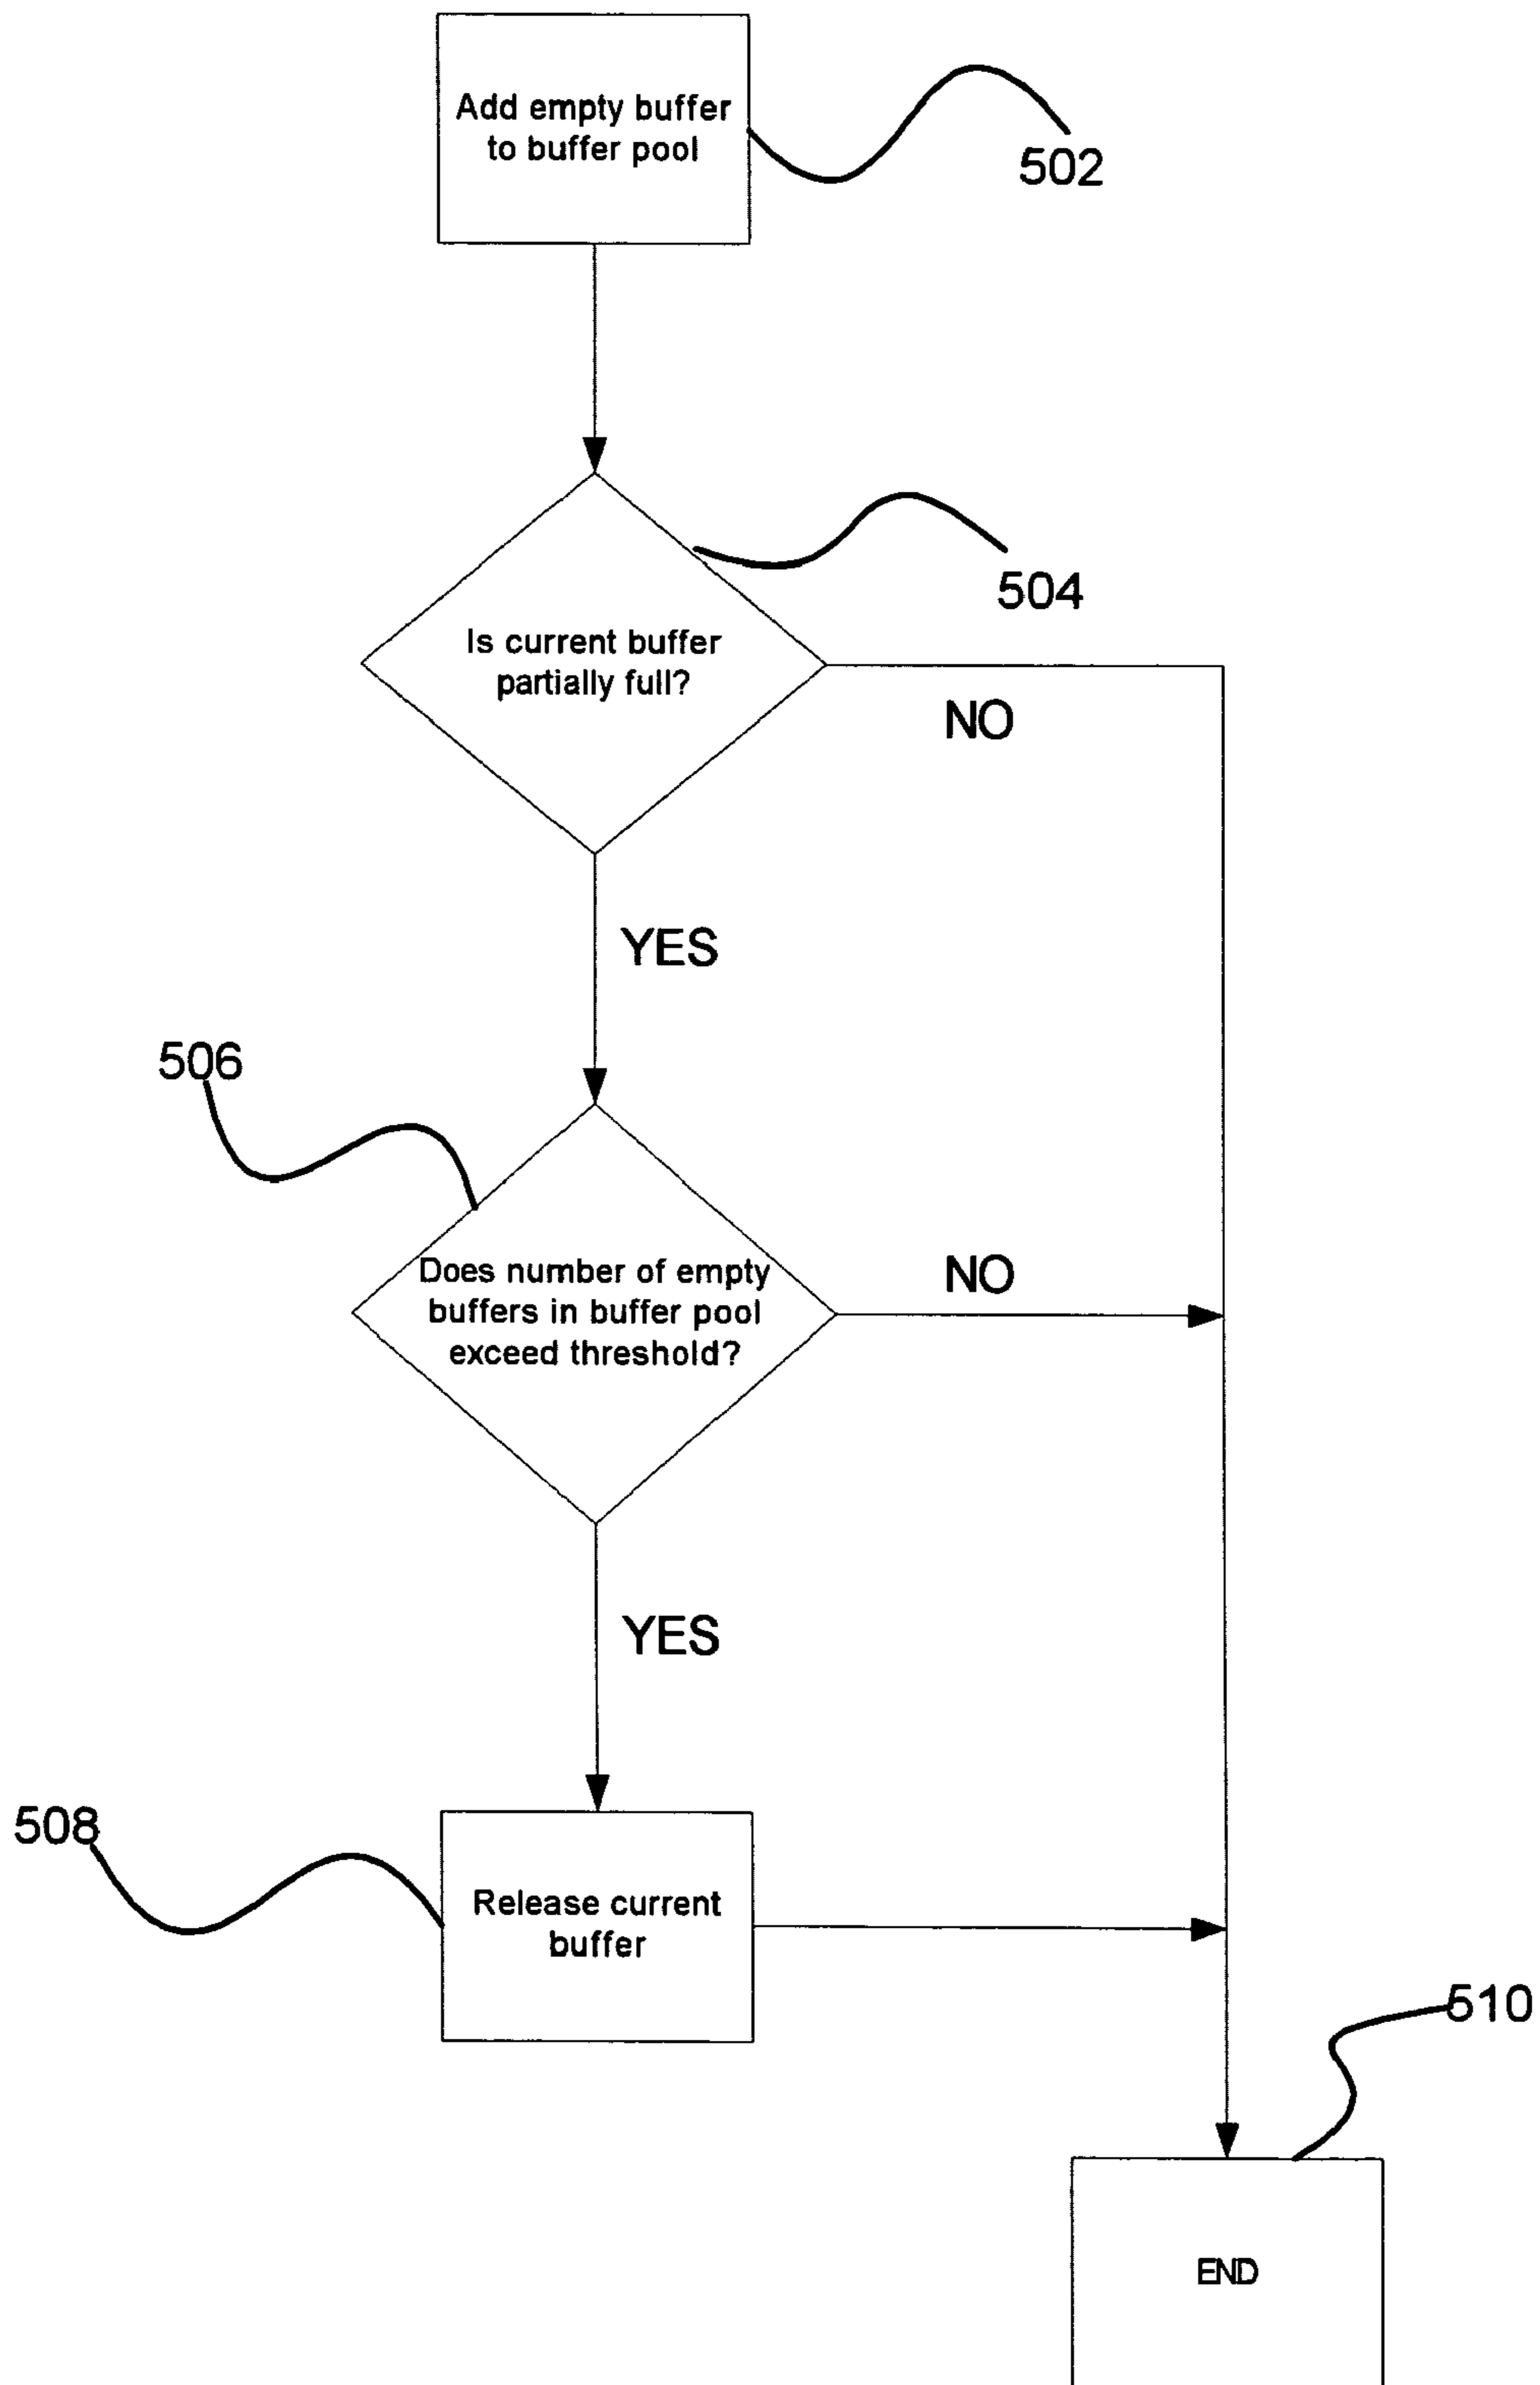 Add empty buffer
to buffer pool
502
504
Is current buffer
partially full?
NO
YES
506
Does number of empty
buffers in buffer pool
exceed threshold?
NO
YES
508
Release current
buffer
510
END